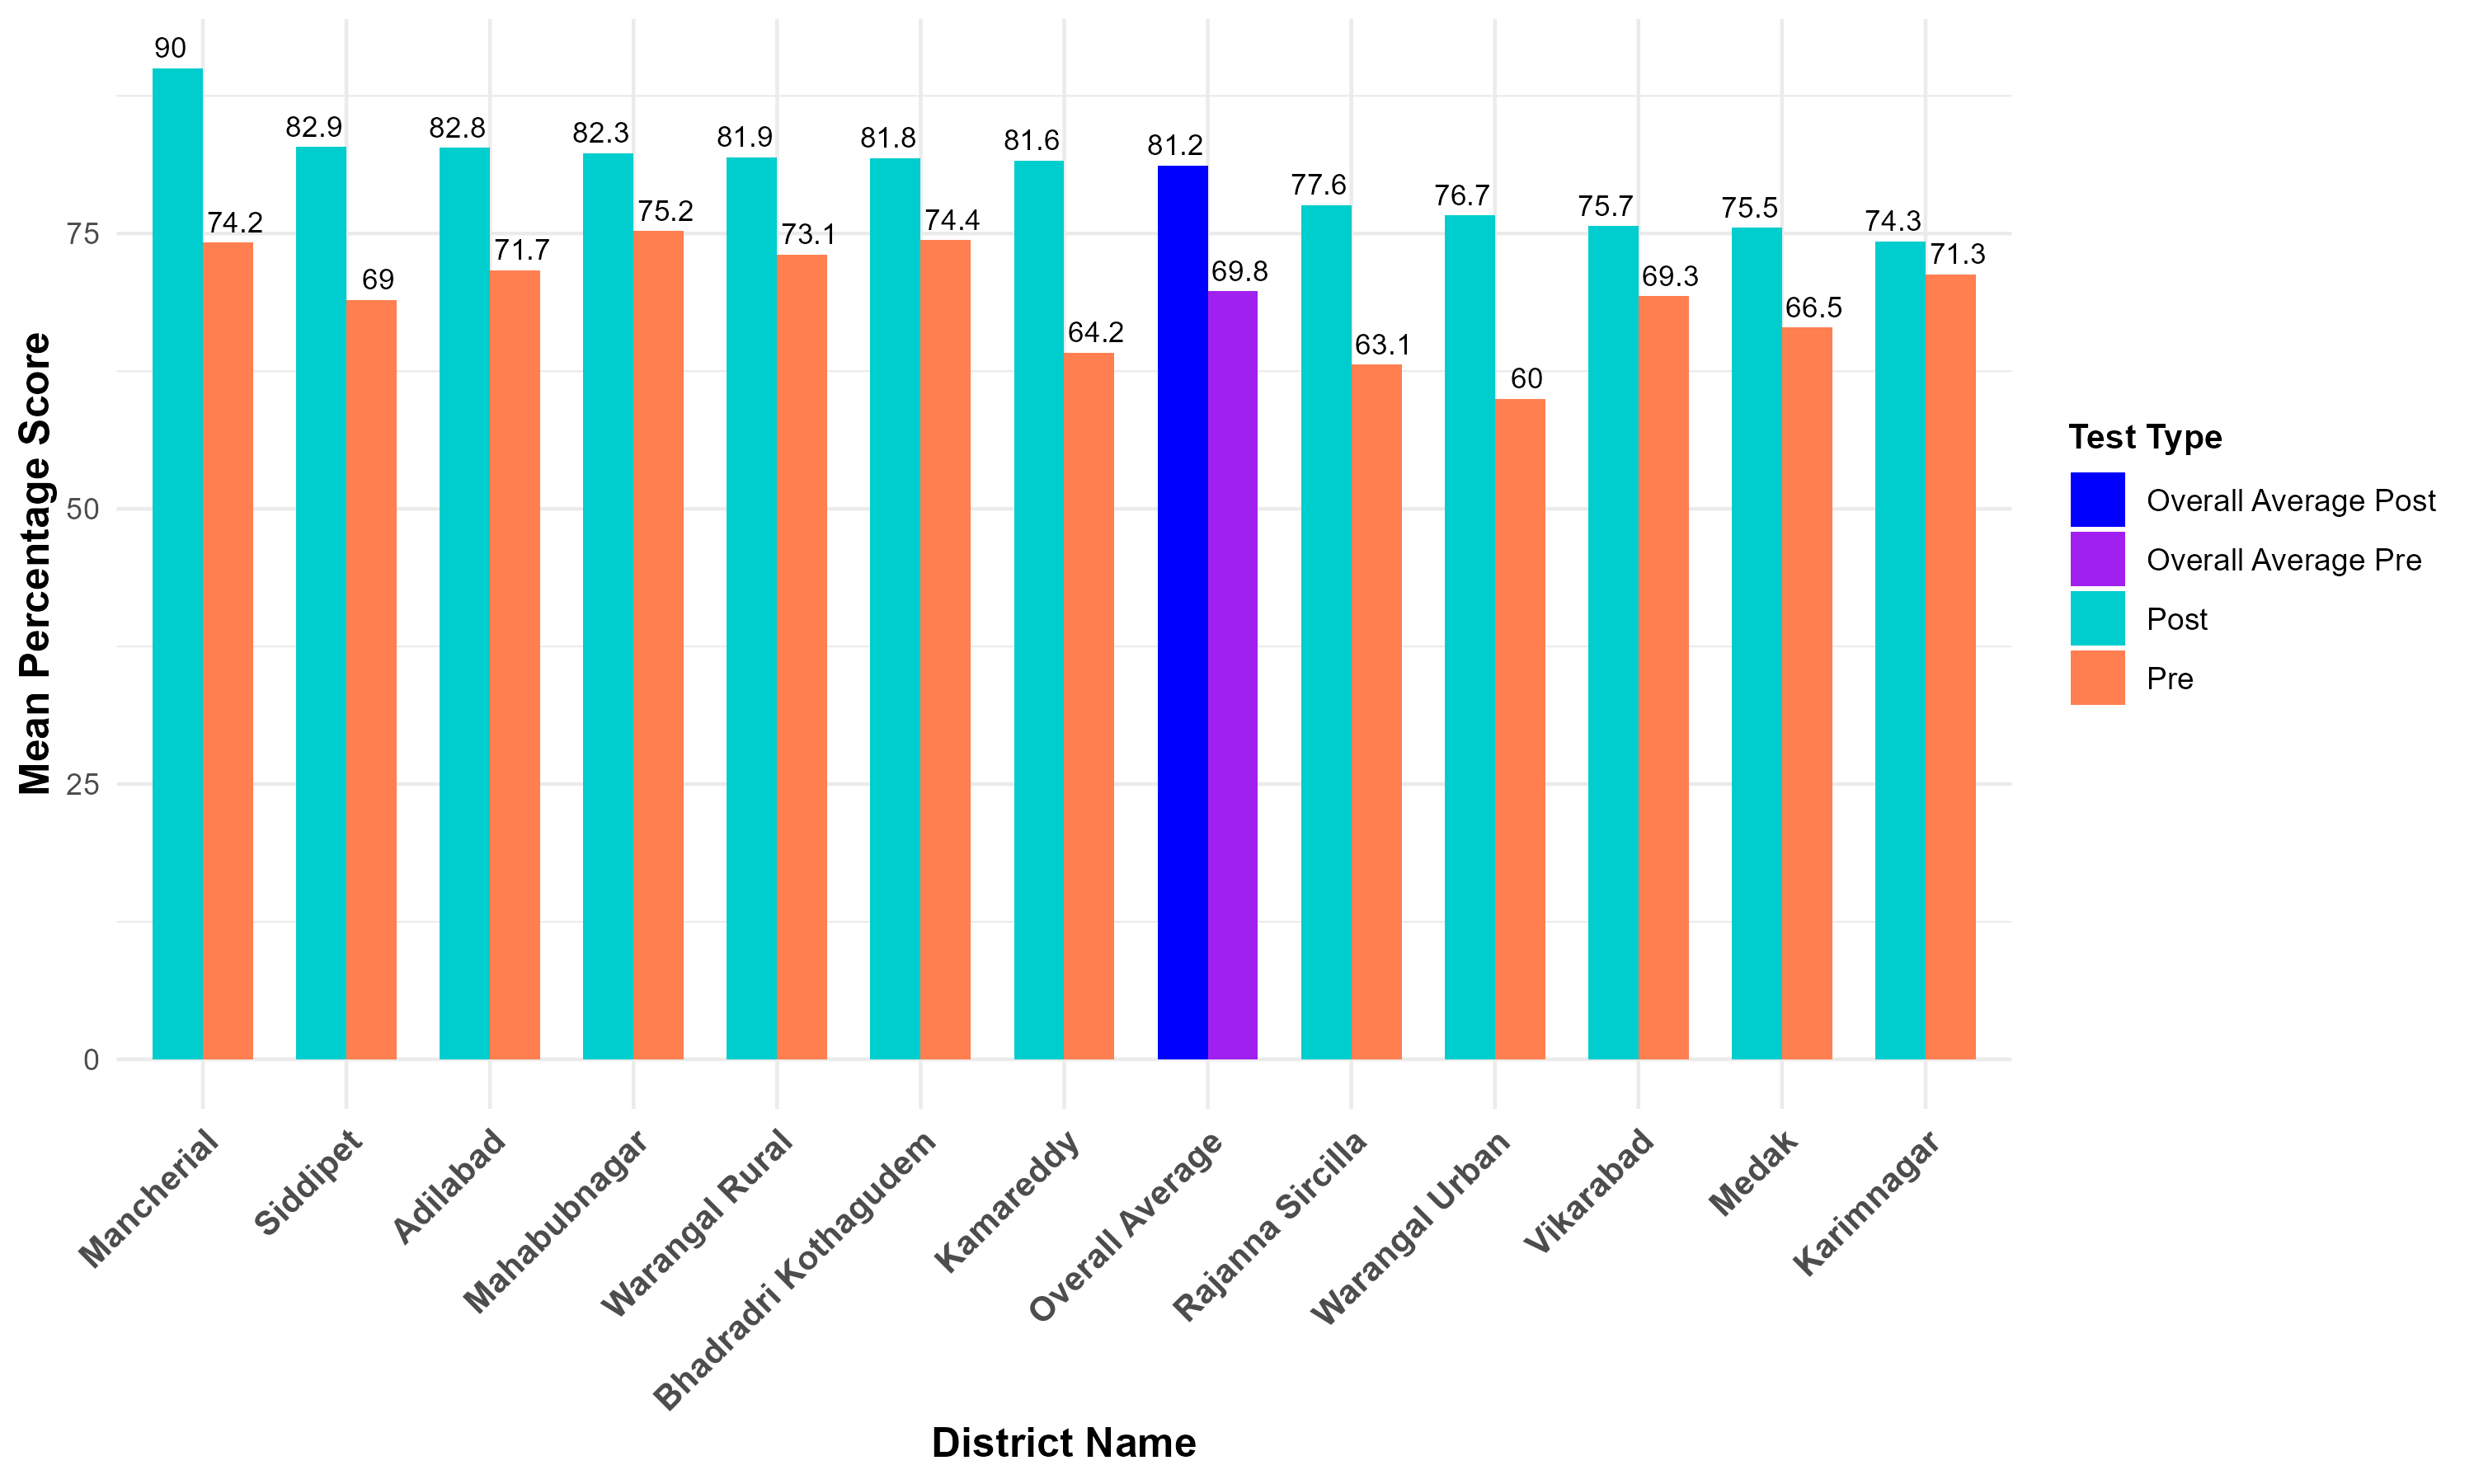 90
74.2
82.9
69
82.8
71.7
82.3
75.2
81.9
73.1
81.8
74.4
81.6
64.2
81.2
69.8
77.6
63.1
76.7
60
75.7
69.3
75.5
66.5
74.3
71.3
75
50
25
0
Mean Percentage Score
Mancherial
Siddipet
Adilabad
Mahabubnagar
Warangal Rural
Bhadradri Kothagudem
Kamareddy
Overall Average
Rajanna Sircilla
Warangal Urban
Vikarabad
Medak
Karimnagar
District Name
Test Type
Overall Average Post
Overall Average Pre
Post
Pre